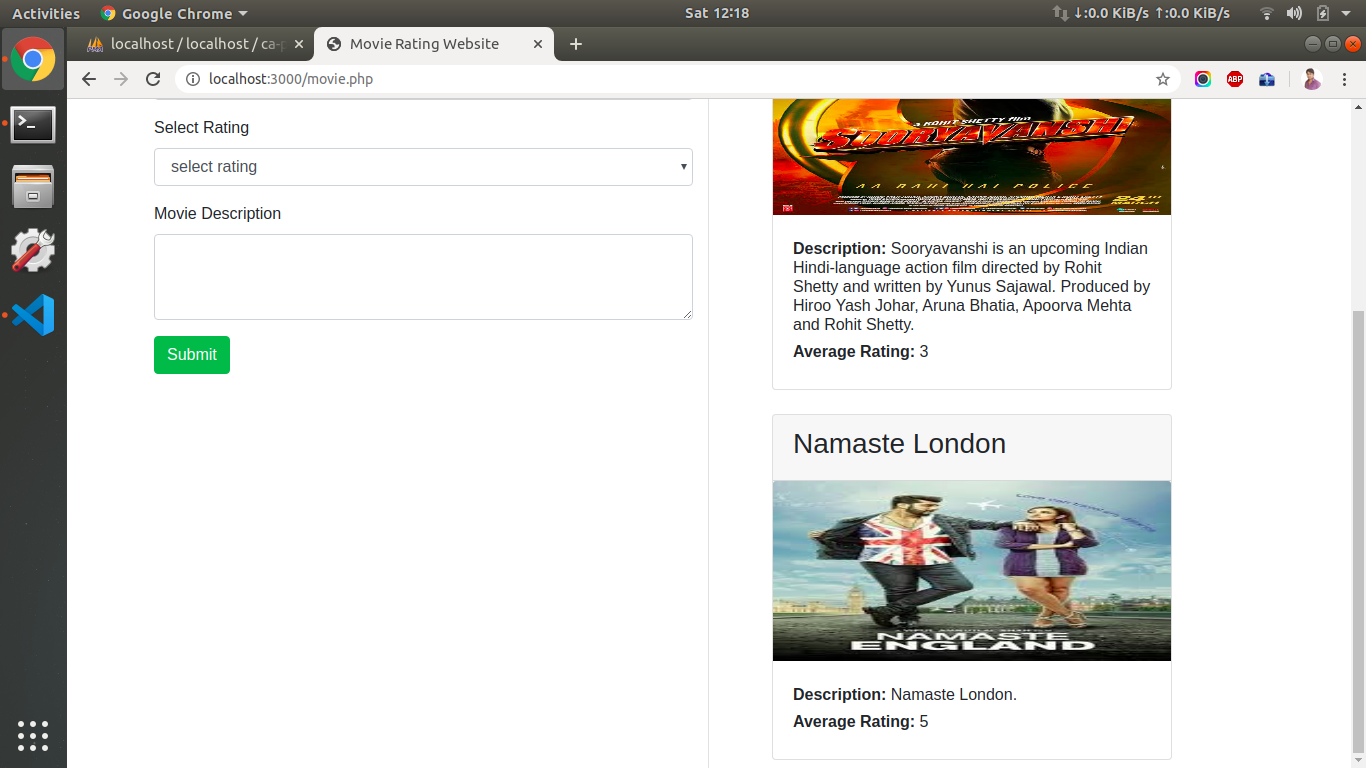 Activities
Google Chrome
Sat 12:18
↓:0.0 KiB/s ↑:0.0 KiB/s
localhost / localhost / ca-p
Movie Rating Website
localhost:3000/movie.php
ABP
Select Rating
select rating
Movie Description
Submit
A ROHIT SHETTY film
SOORYAVANSHI
AA RAHI HAI POLICE
24TH
MARCH
Description: Sooryavanshi is an upcoming Indian
Hindi-language action film directed by Rohit
Shetty and written by Yunus Sajawal. Produced by
Hiroo Yash Johar, Aruna Bhatia, Apoorva Mehta
and Rohit Shetty.
Average Rating: 3
Namaste London
NAMASTE
ENGLAND
Description: Namaste London.
Average Rating: 5